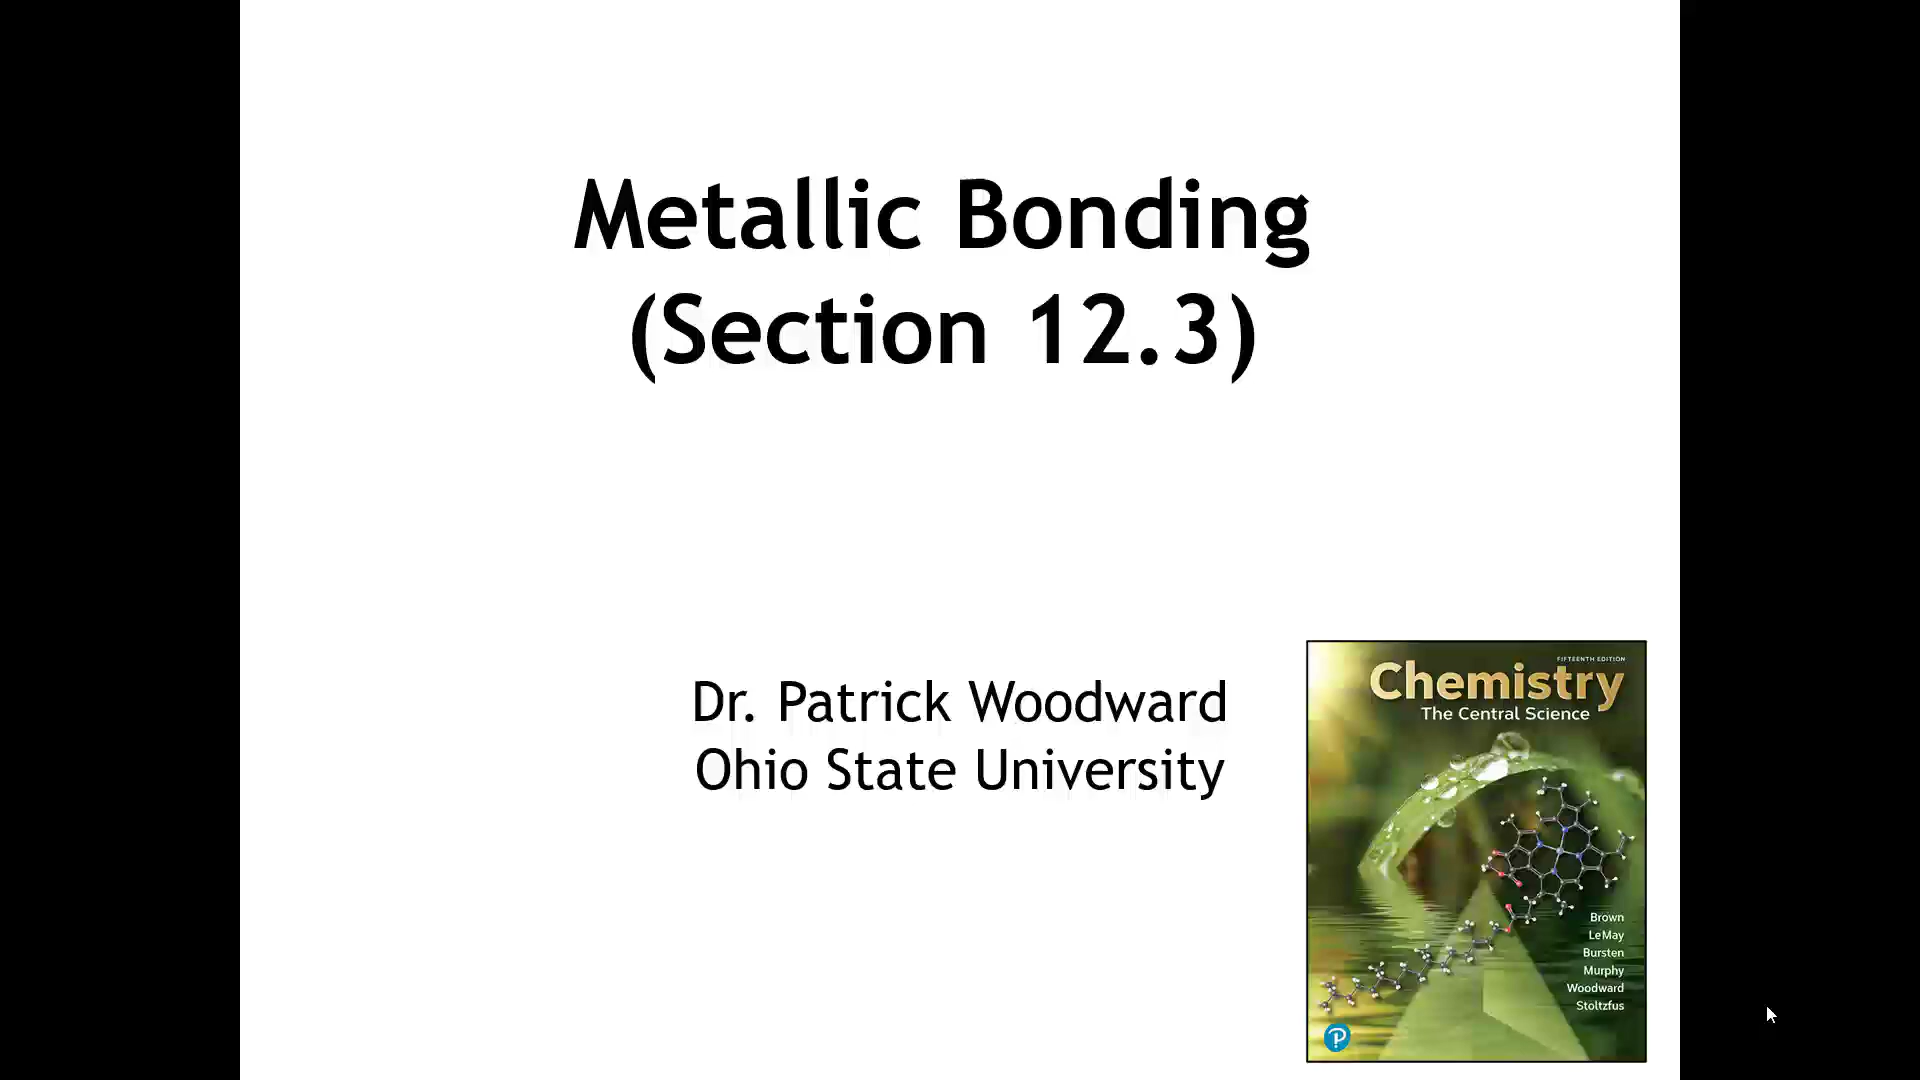 Metallic Bonding
(Section 12.3)
Dr. Patrick Woodward
Ohio State University
FIFTEENTH EDITION
Chemistry
The Central Science
Brown
LeMay
Bursten
Murphy
Woodward
Stoltzfus
P